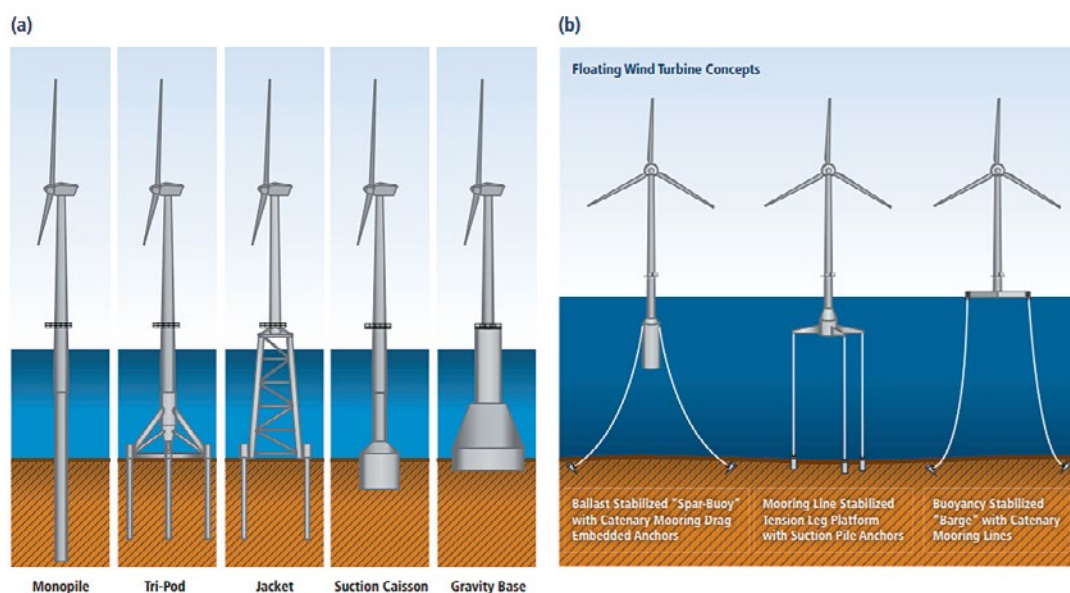 (a)
(b)
Floating Wind Turbine Concepts
Ballast Stabilized "Spar-Buoy"
with Catenary Mooring Drag
Embedded Anchors
Mooring Line Stabilized
Tension Leg Platform
with Suction Pile Anchors
Buoyancy Stabilized
"Barge" with Catenary
Mooring Lines
Monopile
Tri-Pod
Jacket
Suction Caisson
Gravity Base